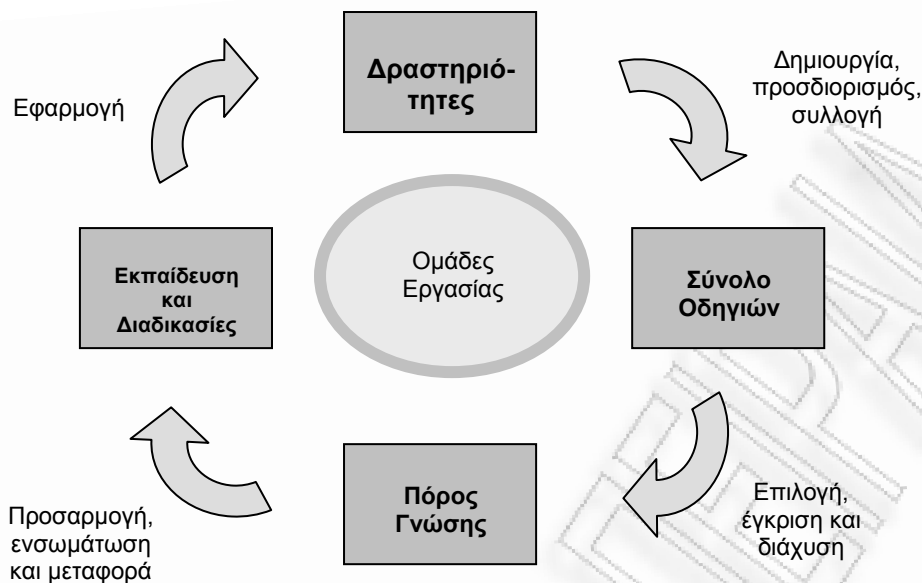 Δραστηριό-
τητες
Δημιουργία,
προσδιορισμός,
συλλογή
Εφαρμογή
Ομάδες
Εργασίας
Εκπαίδευση
και
Διαδικασίες
Σύνολο
Οδηγιών
Πόρος
Γνώσης
Επιλογή,
έγκριση και
διάχυση
Προσαρμογή,
ενσωμάτωση
και μεταφορά